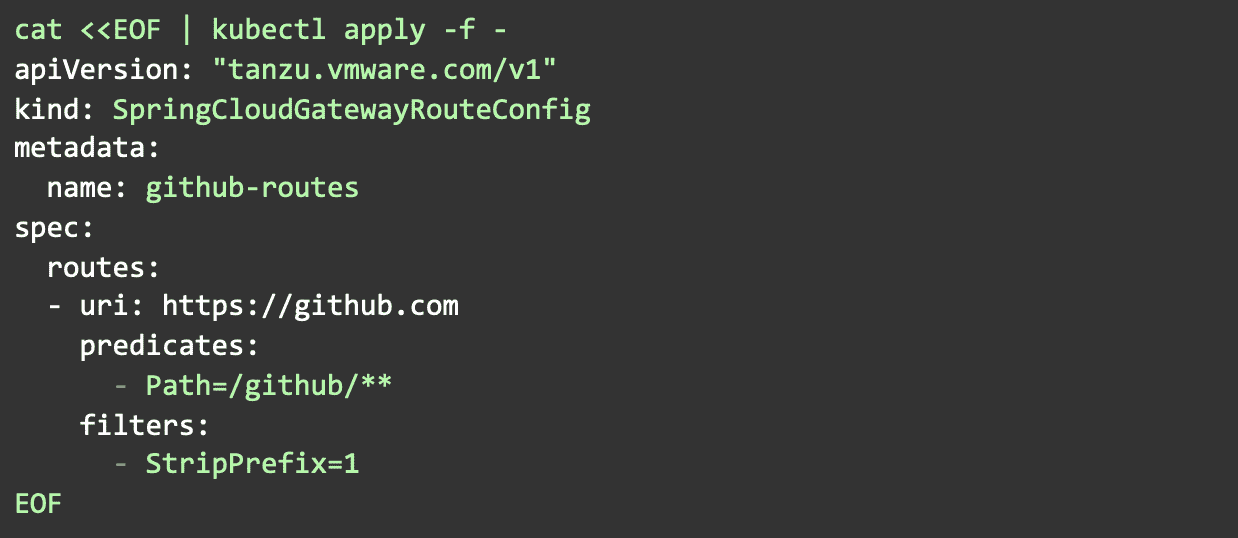 cat <<EOF | kubectl apply -f -
apiVersion: "tanzu.vmware.com/v1"
kind: SpringCloudGatewayRouteConfig
metadata:
  name: github-routes
spec:
  routes:
  - uri: https://github.com
    predicates:
      - Path=/github/**
    filters:
      - StripPrefix=1
EOF